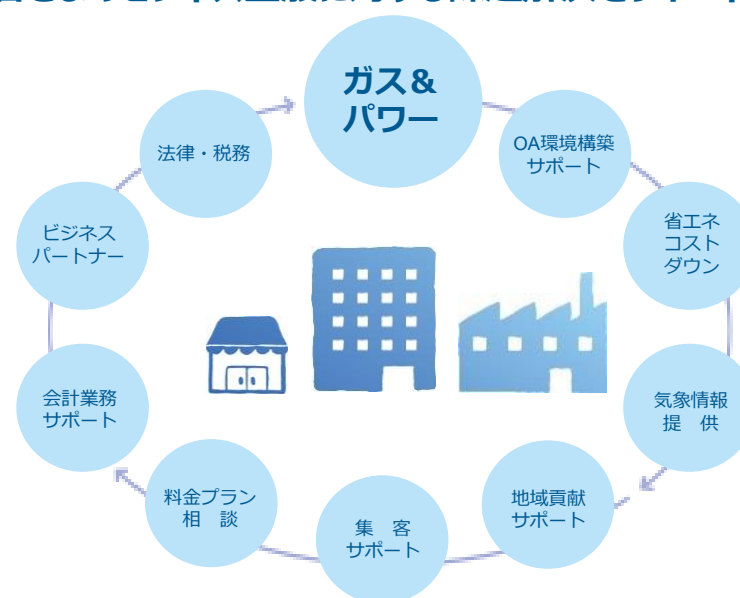 ガス＆
パワー
OA環境構築
サポート
省エネ
コスト
ダウン
気象情報
提　供
地域貢献
サポート
集　客
サポート
料金プラン
相　談
会計業務
サポート
ビジネス
パートナー
法律・税務